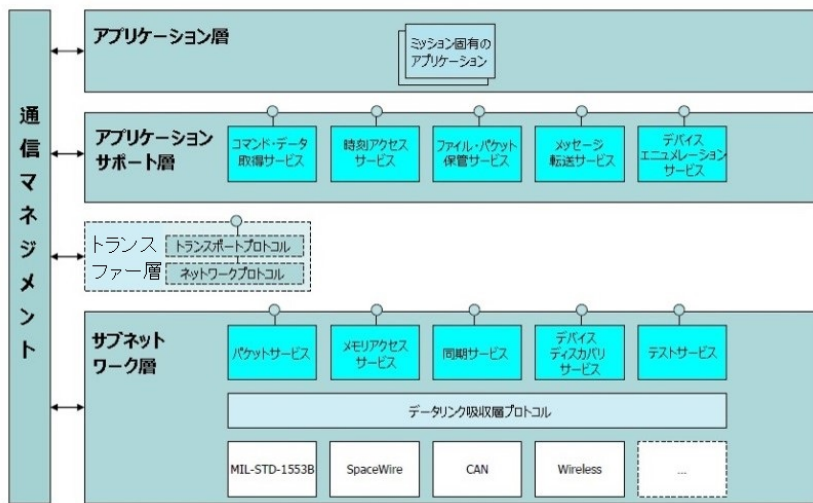 通信マネジメント
アプリケーション層
ミッション固有の
アプリケーション
アプリケーション
サポート層
コマンド・データ
取得サービス
時刻アクセス
サービス
ファイル・パケット
保管サービス
メッセージ
転送サービス
デバイス
エニュメレーション
サービス
トランス
ファー層
トランスポートプロトコル
ネットワークプロトコル
サブネット
ワーク層
パケットサービス
メモリアクセス
サービス
同期サービス
デバイス
ディスカバリ
サービス
テストサービス
データリンク吸収層プロトコル
MIL-STD-1553B
SpaceWire
CAN
Wireless
...